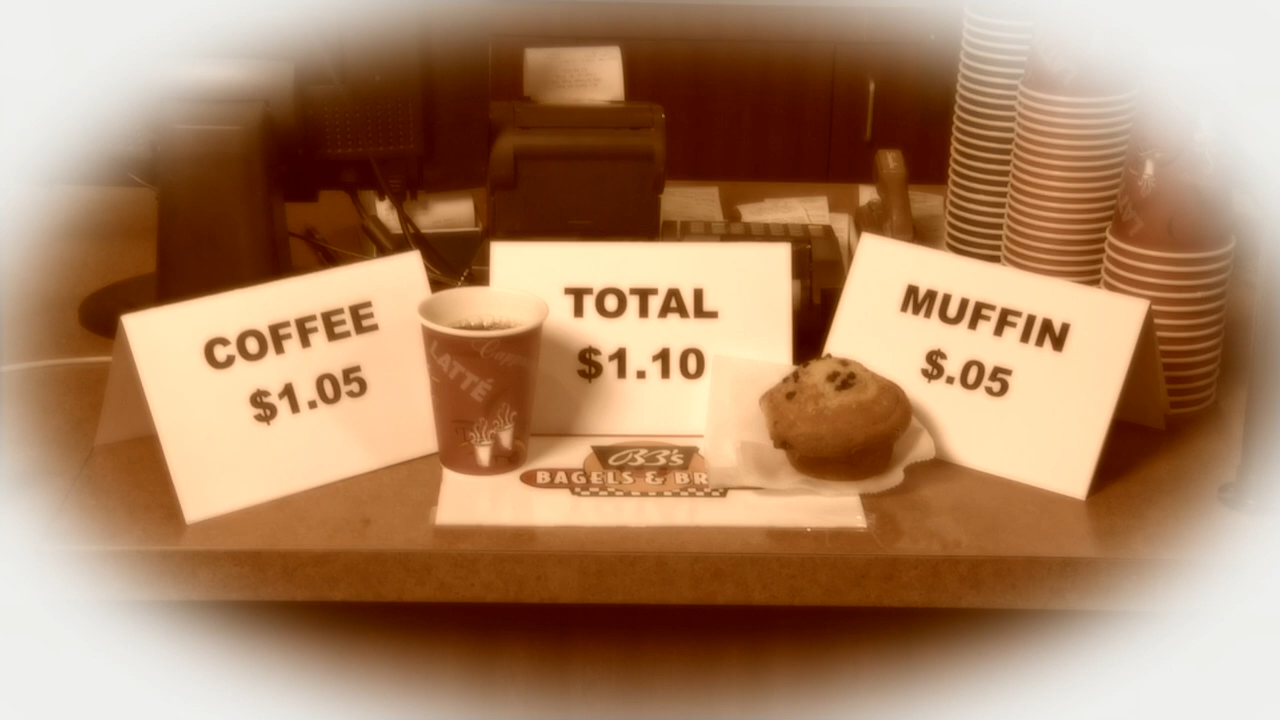 COFFEE
$1.05
TOTAL
$1.10
MUFFIN
$.05
LATTÉ
BB's
BAGELS & BR